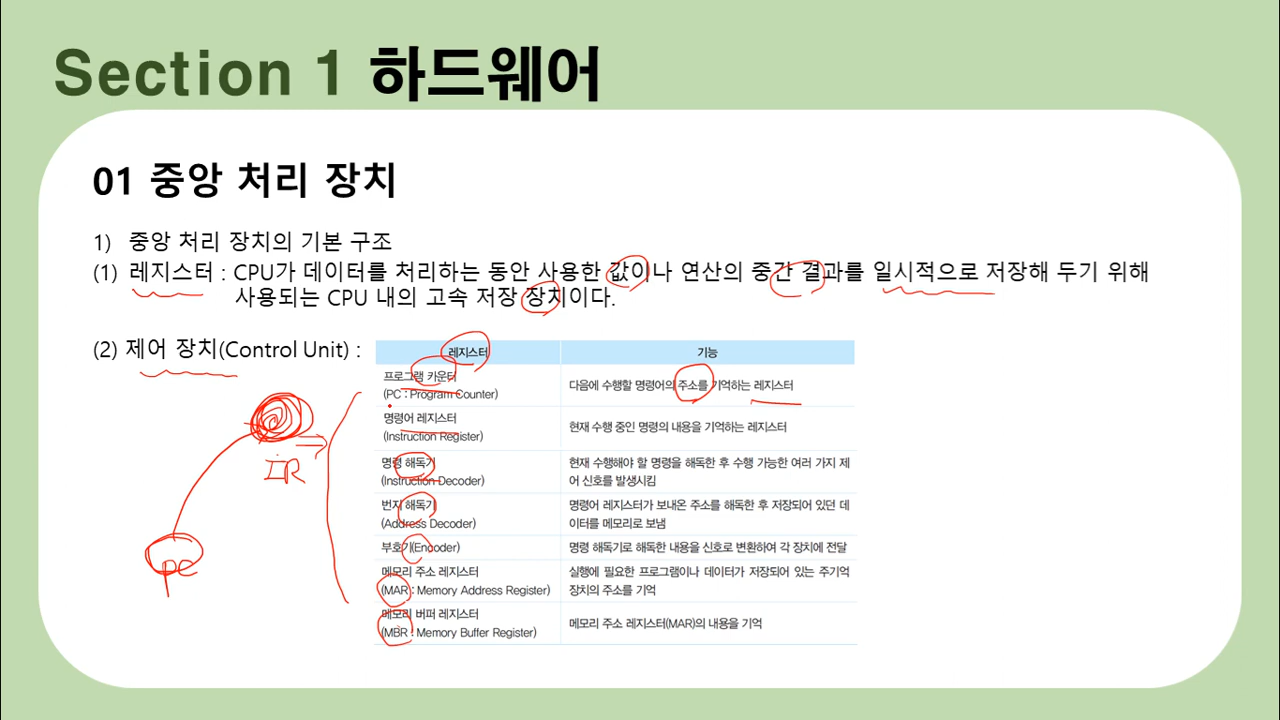 Section 1 하드웨어
01 중앙 처리 장치
1) 중앙 처리 장치의 기본 구조
(1) 레지스터 : CPU가 데이터를 처리하는 동안 사용한 값이나 연산의 중간 결과를 일시적으로 저장해 두기 위해
사용되는 CPU 내의 고속 저장 장치이다.
(2) 제어 장치(Control Unit) :
레지스터 기능
프로그램 카운터
(PC : Program Counter)
다음에 수행할 명령어의 주소를 기억하는 레지스터
명령어 레지스터
(Instruction Register)
현재 수행 중인 명령의 내용을 기억하는 레지스터
명령 해독기
(Instruction Decoder)
현재 수행해야 할 명령을 해독한 후 수행 가능한 여러 가지 제
어 신호를 발생시킴
번지 해독기
(Address Decoder)
명령어 레지스터가 보내온 주소를 해독한 후 저장되어 있던 데
이터를 메모리로 보냄
부호기(Encoder)
명령 해독기로 해독한 내용을 신호로 변환하여 각 장치에 전달
메모리 주소 레지스터
(MAR : Memory Address Register)
실행에 필요한 프로그램이나 데이터가 저장되어 있는 주기억
장치의 주소를 기억
메모리 버퍼 레지스터
(MBR : Memory Buffer Register)
메모리 주소 레지스터(MAR)의 내용을 기억
IR
PC